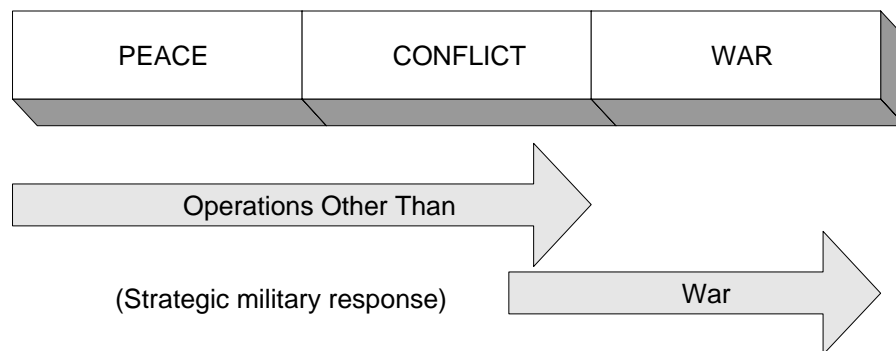 PEACE CONFLICT WAR
Operations Other Than
War
(Strategic military response)